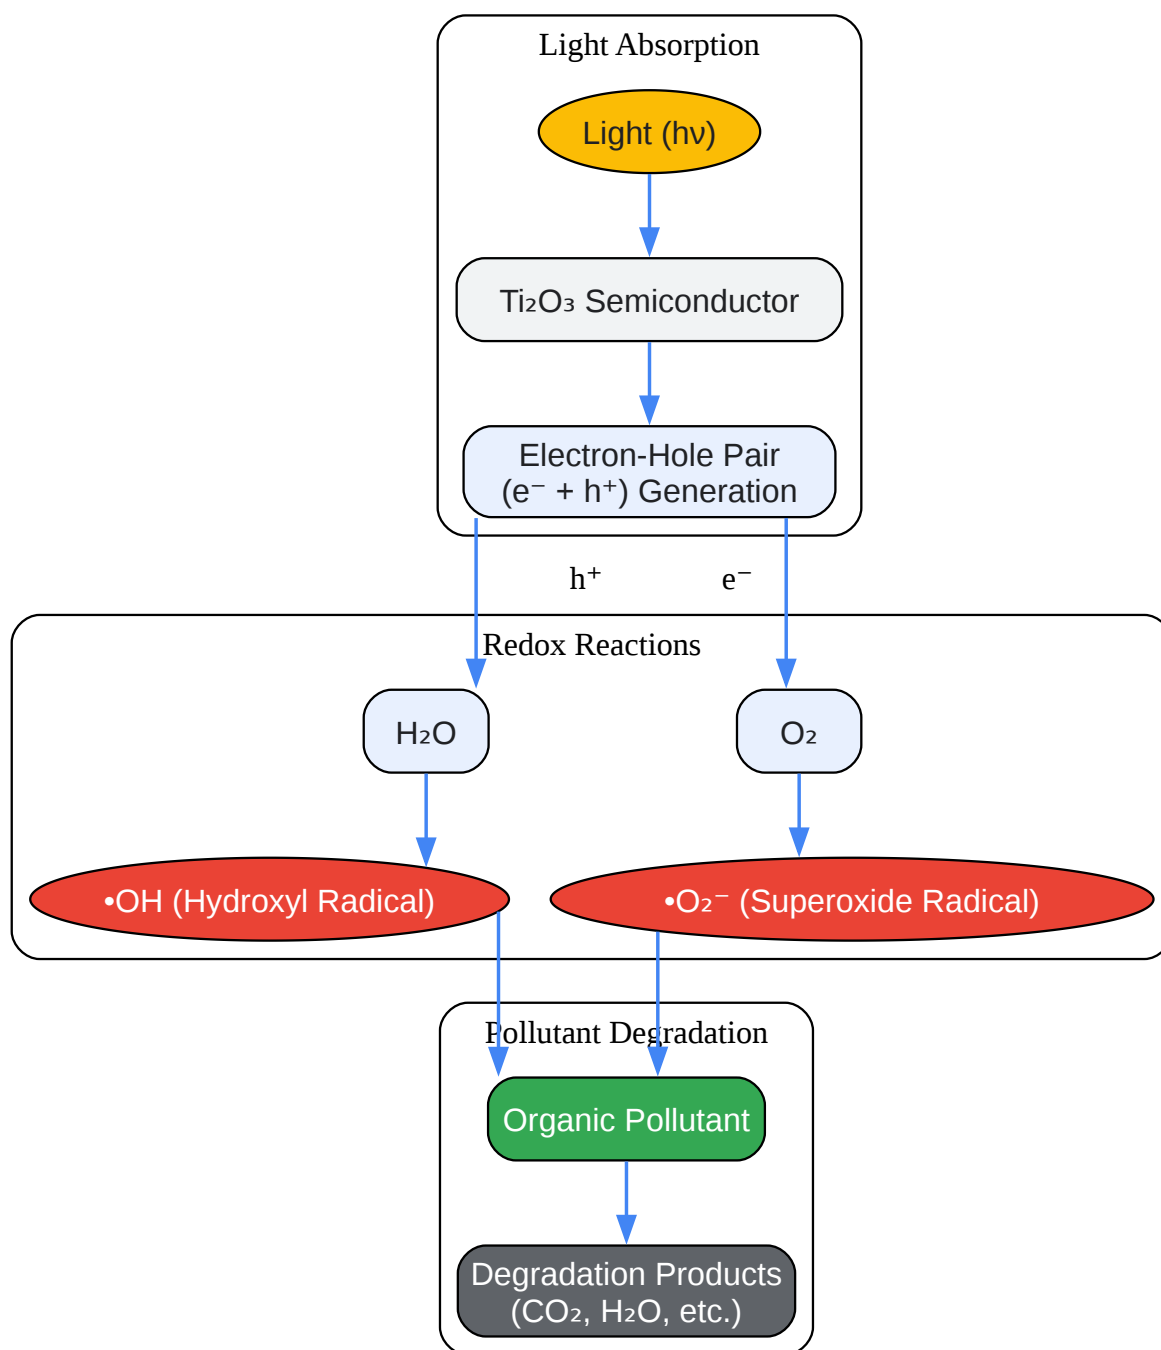 Light Absorption
Light (hν)
Ti₂O₃ Semiconductor
Electron-Hole Pair
(e⁻ + h⁺) Generation
h⁺
e⁻
Redox Reactions
H₂O
O₂
•OH (Hydroxyl Radical)
•O₂⁻ (Superoxide Radical)
Pollutant Degradation
Organic Pollutant
Degradation Products
(CO₂, H₂O, etc.)